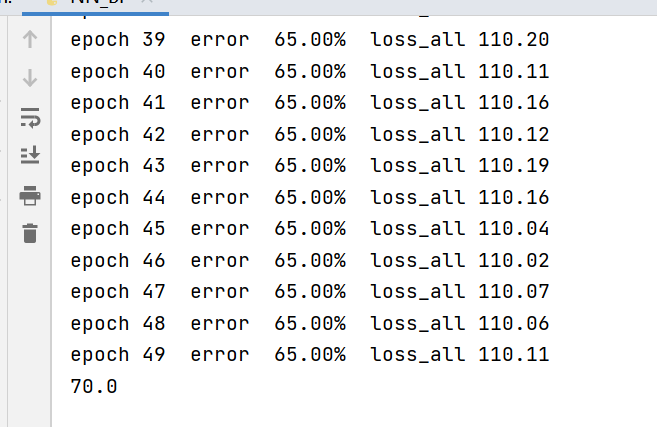 epoch 39  error  65.00%  loss_all 110.20
epoch 40  error  65.00%  loss_all 110.11
epoch 41  error  65.00%  loss_all 110.16
epoch 42  error  65.00%  loss_all 110.12
epoch 43  error  65.00%  loss_all 110.19
epoch 44  error  65.00%  loss_all 110.16
epoch 45  error  65.00%  loss_all 110.04
epoch 46  error  65.00%  loss_all 110.02
epoch 47  error  65.00%  loss_all 110.07
epoch 48  error  65.00%  loss_all 110.06
epoch 49  error  65.00%  loss_all 110.11
70.0